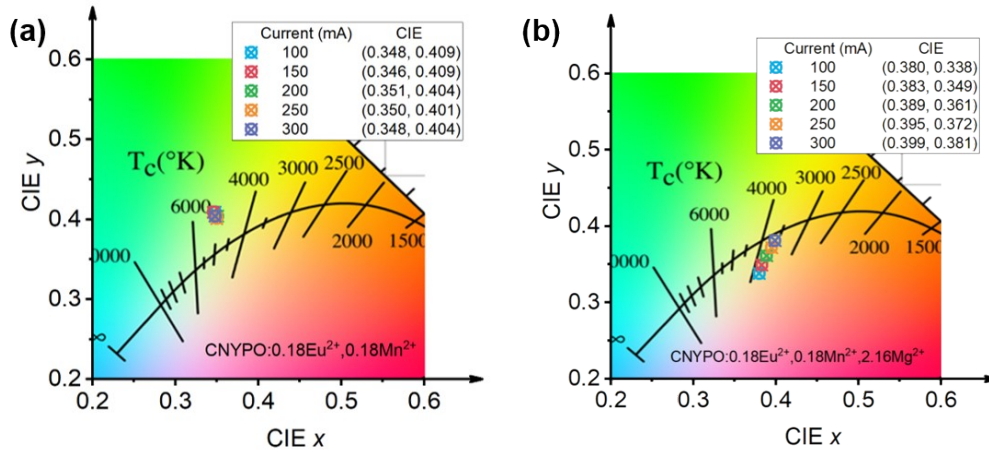 (a)
Current (mA) CIE
100 (0.348, 0.409)
150 (0.346, 0.409)
200 (0.351, 0.404)
250 (0.350, 0.401)
300 (0.348, 0.404)
0.6
0.5
0.4
0.3
0.2
CIE y
Tc(°K)
0000
6000
4000
3000
2500
2000
1500
∞
CNYPO:0.18Eu²⁺,0.18Mn²⁺
0.2 0.3 0.4 0.5 0.6
CIE x
(b)
Current (mA) CIE
100 (0.380, 0.338)
150 (0.383, 0.349)
200 (0.389, 0.361)
250 (0.395, 0.372)
300 (0.399, 0.381)
0.6
0.5
0.4
0.3
0.2
CIE y
Tc(°K)
0000
6000
4000
3000
2500
2000
1500
∞
CNYPO:0.18Eu²⁺,0.18Mn²⁺,2.16Mg²⁺
0.2 0.3 0.4 0.5 0.6
CIE x